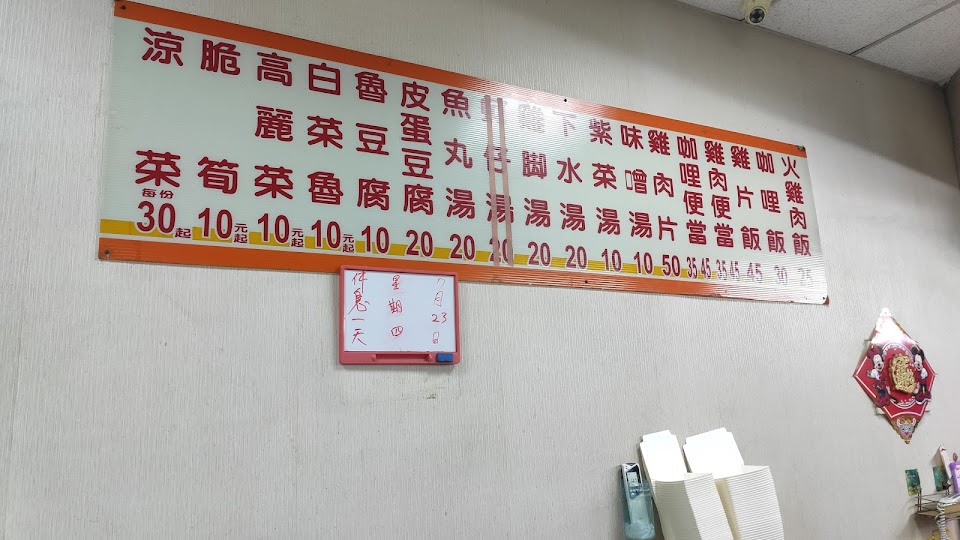 火雞肉飯 25
咖哩飯 30
雞片飯 45
雞肉便當 35 45
咖哩便當 35 45
雞肉片 50
味噌湯 10
紫菜湯 10
下水湯 20
雞腳湯 20
仔湯 20
魚丸湯 20
皮蛋豆腐 20
魯豆腐 10
白菜魯 10元起
高麗菜 10元起
脆筍 10元起
涼菜 每份30起
7月23日
星期四
休息一天